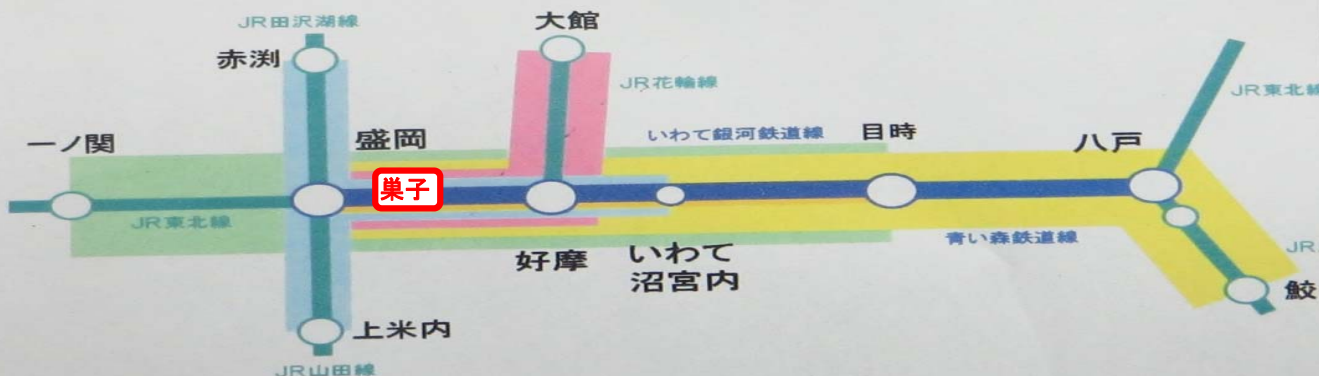 JR田沢湖線
大館
赤渕
JR花輪線
JR東北線
一ノ関
盛岡
いわて銀河鉄道線
目時
八戸
巣子
JR東北線
青い森鉄道線
好摩
いわて
沼宮内
JR
鮫
上米内
JR山田線